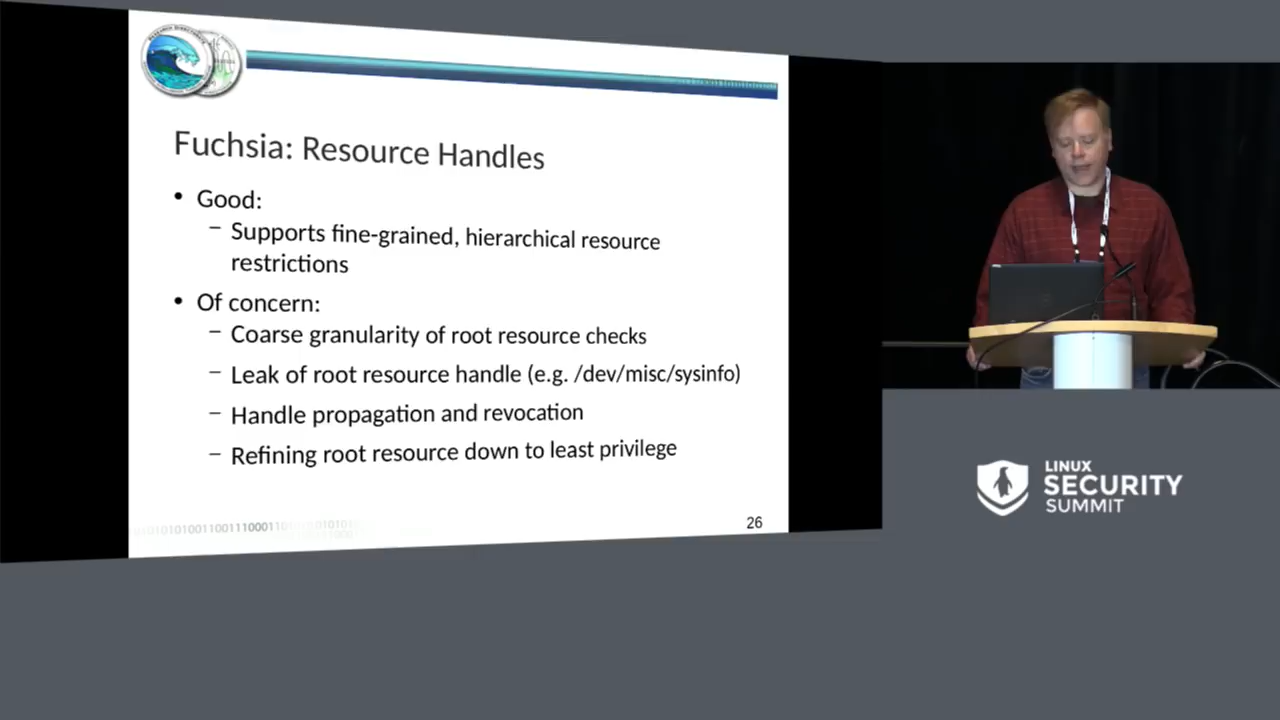 Fuchsia: Resource Handles
• Good:
– Supports fine-grained, hierarchical resource
restrictions
• Of concern:
– Coarse granularity of root resource checks
– Leak of root resource handle (e.g. /dev/misc/sysinfo)
– Handle propagation and revocation
– Refining root resource down to least privilege
26
LINUX
SECURITY
SUMMIT